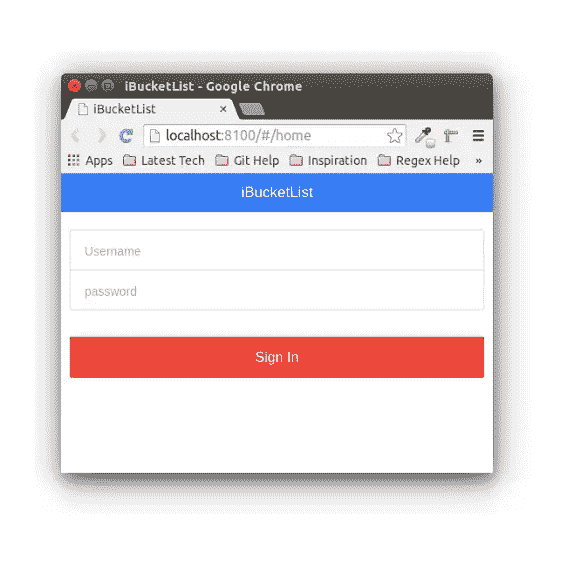 iBucketList - Google Chrome
iBucketList ×
localhost:8100/#/home
Apps Latest Tech Git Help Inspiration Regex Help »
iBucketList
Username
password
Sign In